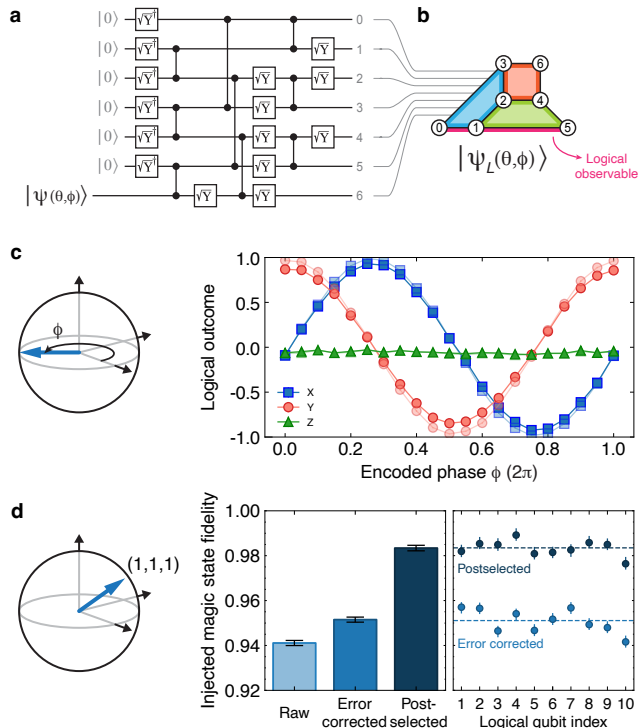 a
|0⟩ √Y† 0
|0⟩ √Y† √Y 1
|0⟩ √Y† √Y √Y 2
|0⟩ √Y† √Y 3
|0⟩ √Y† √Y √Y 4
|0⟩ √Y† √Y 5
|ψ(θ,ϕ)⟩ √Y √Y 6
b
3 6
2 4
0 1 5
|ψL(θ,ϕ)⟩
Logical
observable
c
ϕ
Logical outcome
1.0
0.5
0.0
-0.5
-1.0
X
Y
Z
0.0 0.2 0.4 0.6 0.8 1.0
Encoded phase ϕ (2π)
d
(1,1,1)
Injected magic state fidelity
1.00
0.98
0.96
0.94
0.92
Raw
Error
corrected
Post-
selected
Postselected
Error corrected
1 2 3 4 5 6 7 8 9 10
Logical qubit index